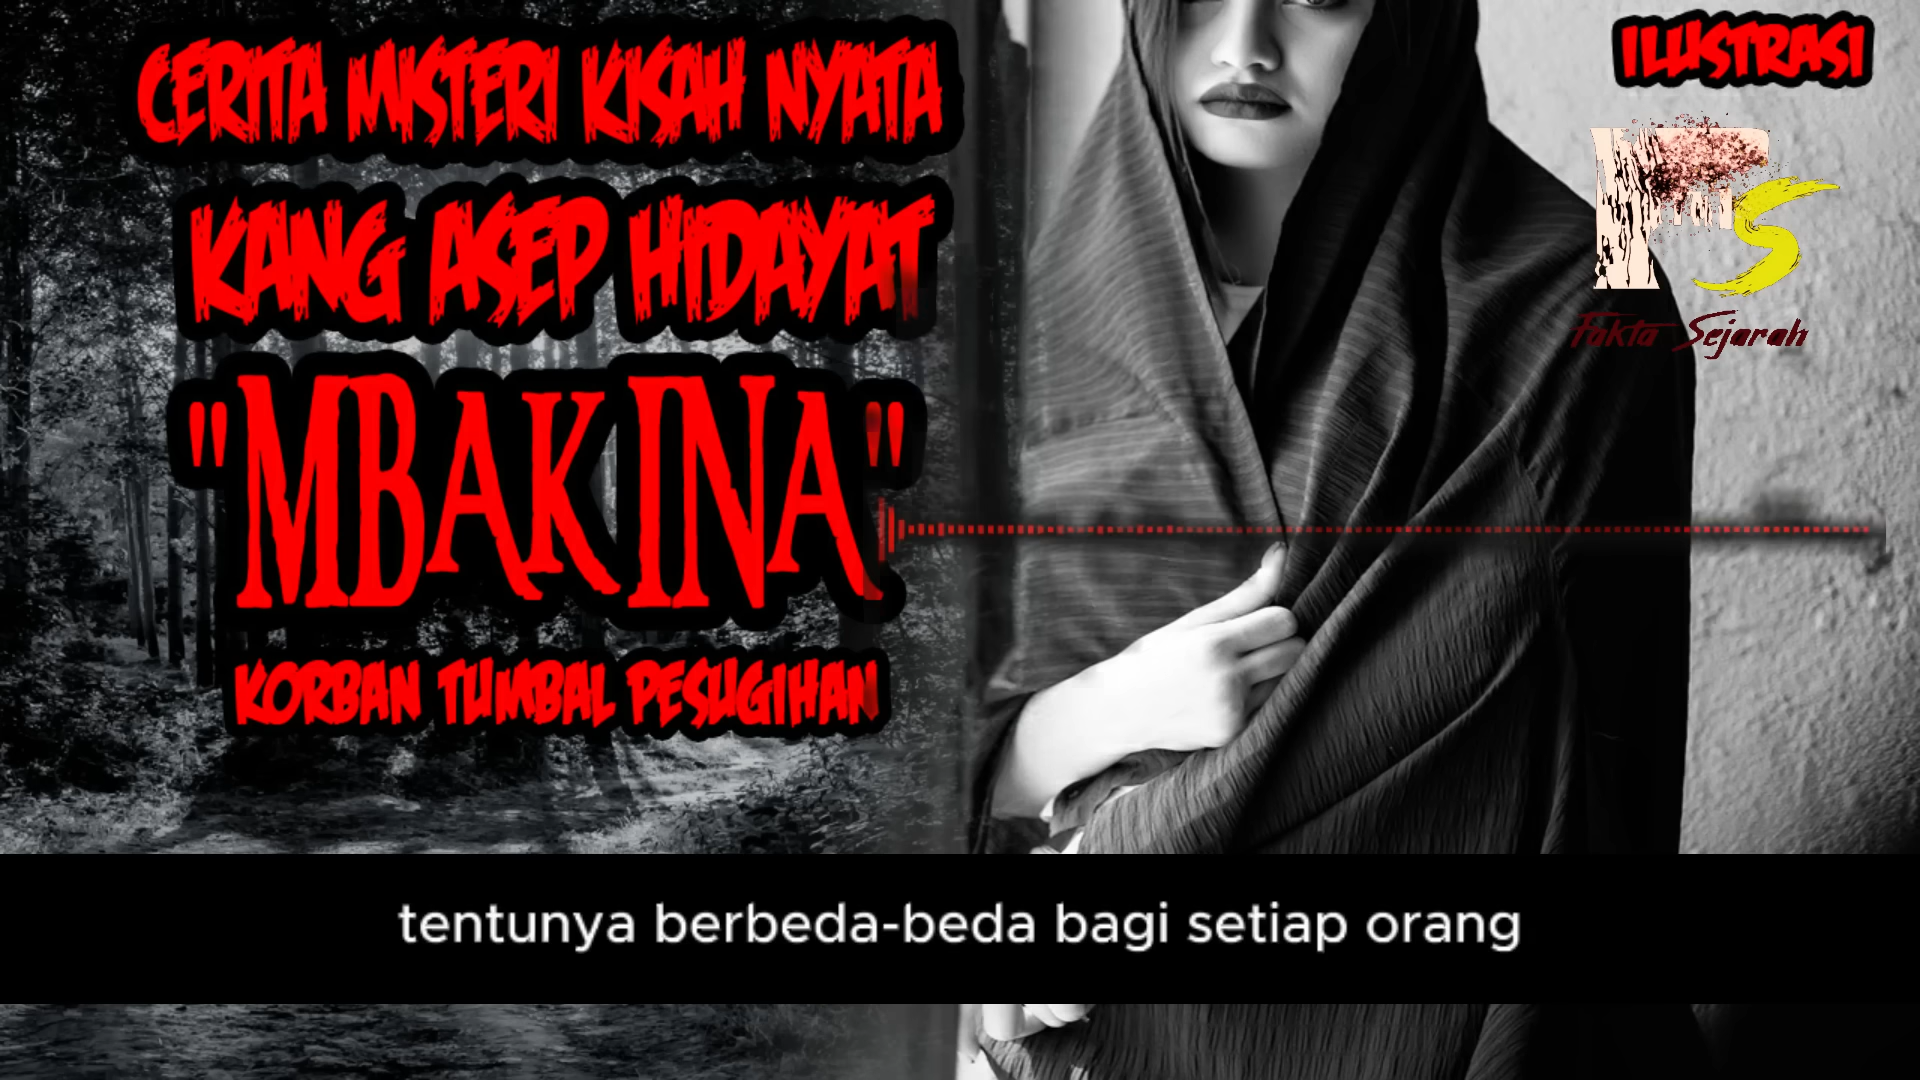 CERITA MISTERI KISAH NYATA
KANG ASEP HIDAYAT
"MBAK INA"
KORBAN TUMBAL PESUGIHAN
ILUSTRASI
Fakta Sejarah
tentunya berbeda-beda bagi setiap orang